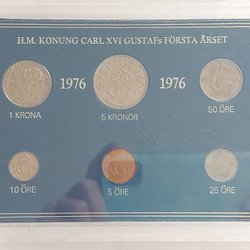 H.M. KONUNG CARL XVI GUSTAFs FÖRSTA ÅRSET
1976 1976
1 KRONA 5 KRONOR 50 ÖRE
10 ÖRE 5 ÖRE 25 ÖRE